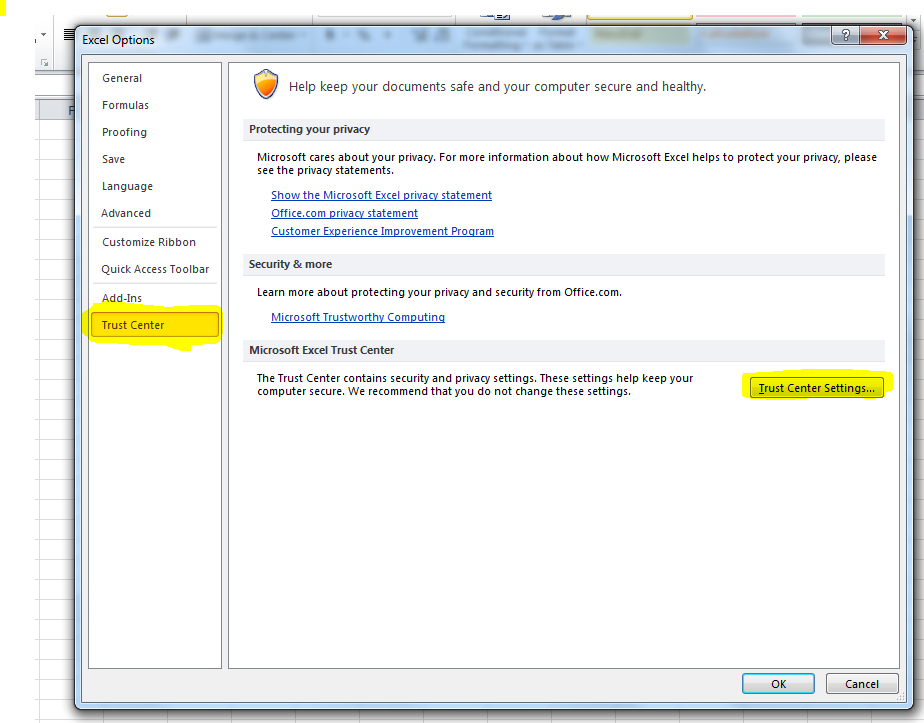 Excel Options
General
Formulas
Proofing
Save
Language
Advanced
Customize Ribbon
Quick Access Toolbar
Add-Ins
Trust Center
Help keep your documents safe and your computer secure and healthy.
Protecting your privacy
Microsoft cares about your privacy. For more information about how Microsoft Excel helps to protect your privacy, please
see the privacy statements.
Show the Microsoft Excel privacy statement
Office.com privacy statement
Customer Experience Improvement Program
Security & more
Learn more about protecting your privacy and security from Office.com.
Microsoft Trustworthy Computing
Microsoft Excel Trust Center
The Trust Center contains security and privacy settings. These settings help keep your
computer secure. We recommend that you do not change these settings.
Trust Center Settings...
OK
Cancel